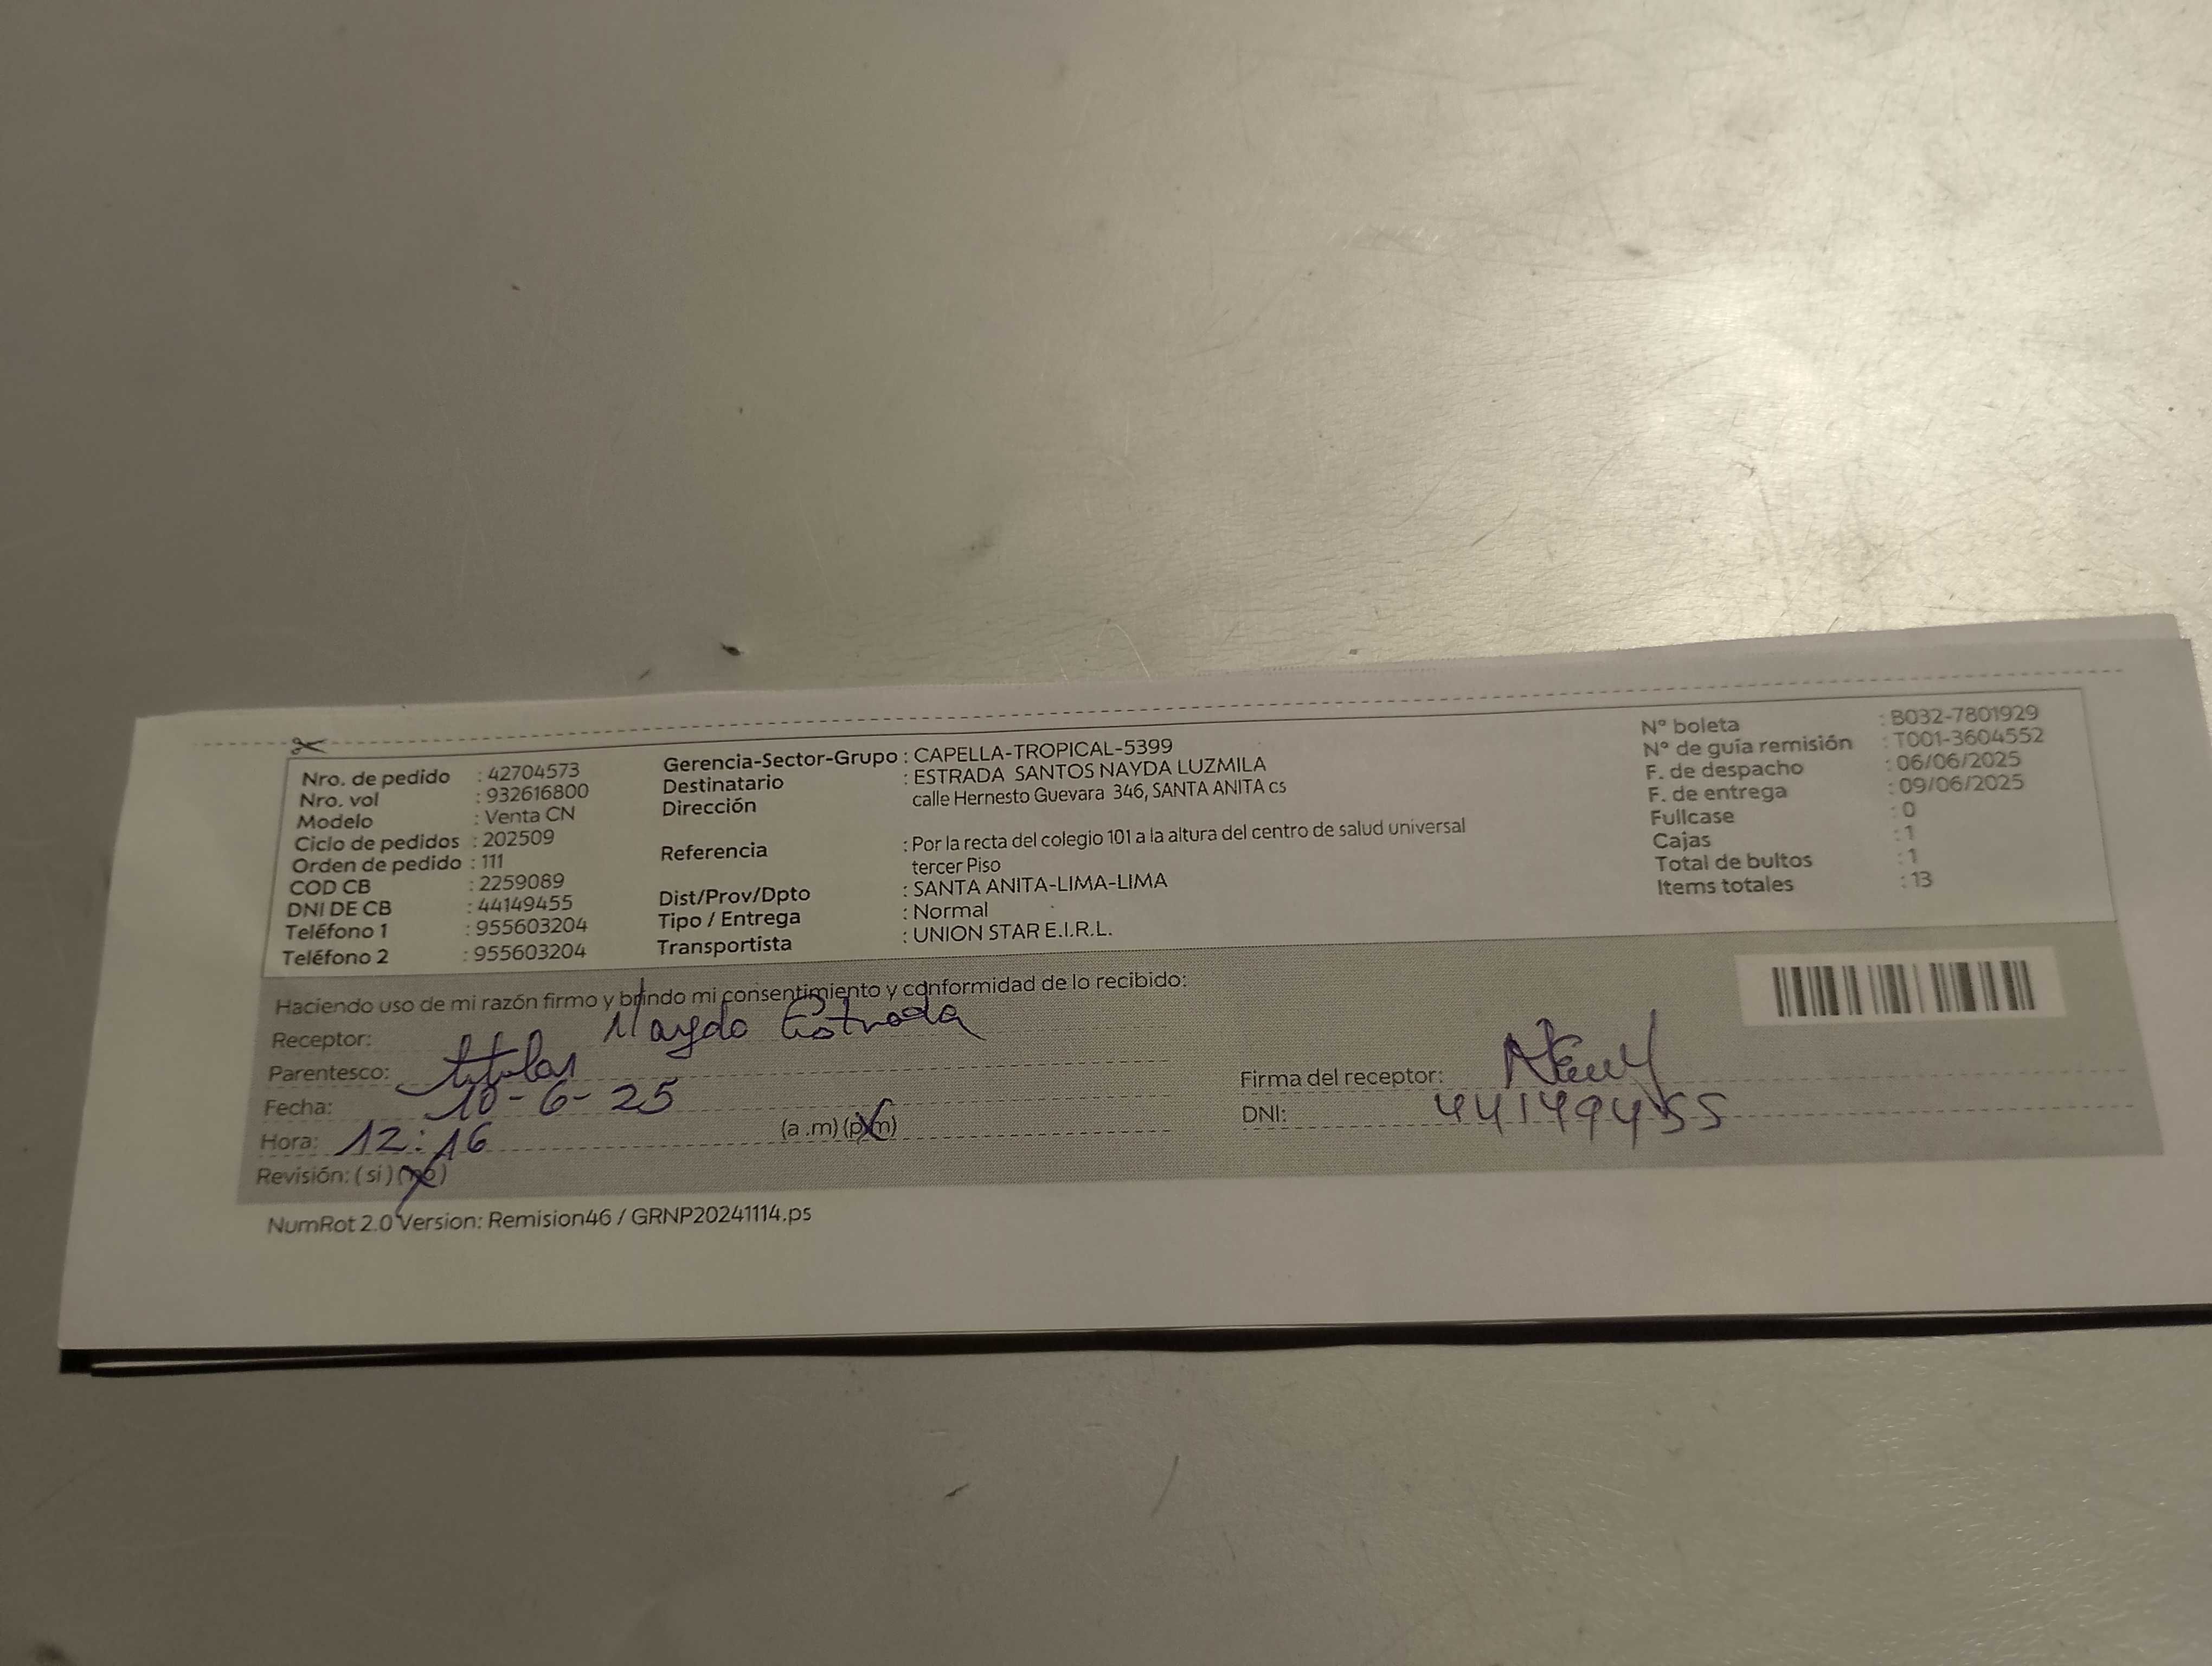 Nro. de pedido : 42704573
Nro. vol : 932616800
Modelo : Venta CN
Ciclo de pedidos : 202509
Orden de pedido : 111
COD CB : 2259089
DNI DE CB : 44149455
Teléfono 1 : 955603204
Teléfono 2 : 955603204
Gerencia-Sector-Grupo : CAPELLA-TROPICAL-5399
Destinatario : ESTRADA SANTOS NAYDA LUZMILA
Dirección calle Hernesto Guevara 346, SANTA ANITA cs
Referencia : Por la recta del colegio 101 a la altura del centro de salud universal
tercer Piso
Dist/Prov/Dpto : SANTA ANITA-LIMA-LIMA
Tipo / Entrega : Normal
Transportista : UNION STAR E.I.R.L.
N° boleta : B032-7801929
N° de guía remisión : T001-3604552
F. de despacho : 06/06/2025
F. de entrega : 09/06/2025
Fullcase : 0
Cajas : 1
Total de bultos : 1
Items totales : 13
Haciendo uso de mi razón firmo y brindo mi consentimiento y conformidad de lo recibido:
Receptor: Nayda Estrada
Parentesco: titular
Fecha: 10-6-25
Hora: 12:16 (a .m) (p.m)
Revisión: ( si ) (no)
Firma del receptor:
DNI: 44149455
NumRot 2.0 Version: Remision46 / GRNP20241114.ps